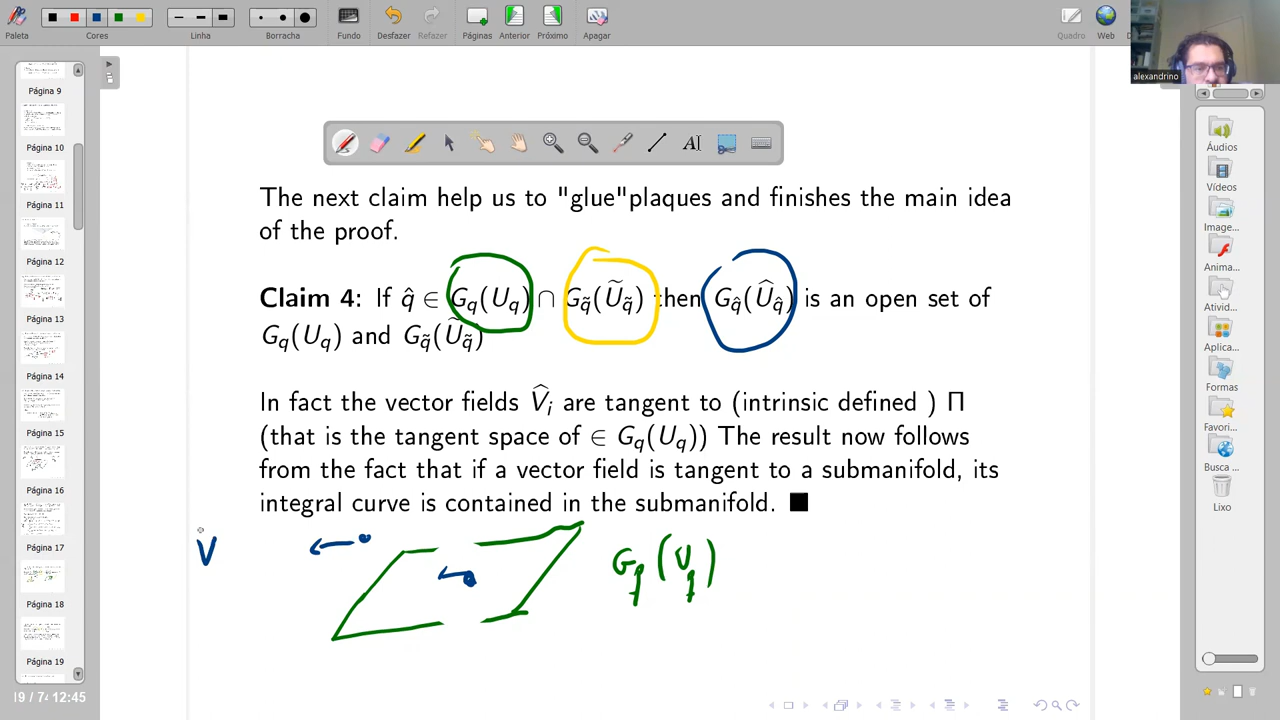 Paleta
Cores
Linha
Borracha
Fundo
Desfazer
Refazer
Páginas
Anterior
Próximo
Apagar
Quadro
Web
alexandrino
Página 9
Página 10
Página 11
Página 12
Página 13
Página 14
Página 15
Página 16
Página 17
Página 18
Página 19
12:45
The next claim help us to "glue"plaques and finishes the main idea
of the proof.
Claim 4: If q̂ ∈ G_q(U_q) ∩ G_q̃(Ũ_q̃) then G_q̂(Û_q̂) is an open set of
G_q(U_q) and G_q̃(Ũ_q̃)
In fact the vector fields V̂_i are tangent to (intrinsic defined ) Π
(that is the tangent space of ∈ G_q(U_q)) The result now follows
from the fact that if a vector field is tangent to a submanifold, its
integral curve is contained in the submanifold. ■
V
G_q(U_q)
Áudios
Vídeos
Image...
Anima...
Ativid...
Aplica...
Formas
Favori...
Busca ...
Lixo